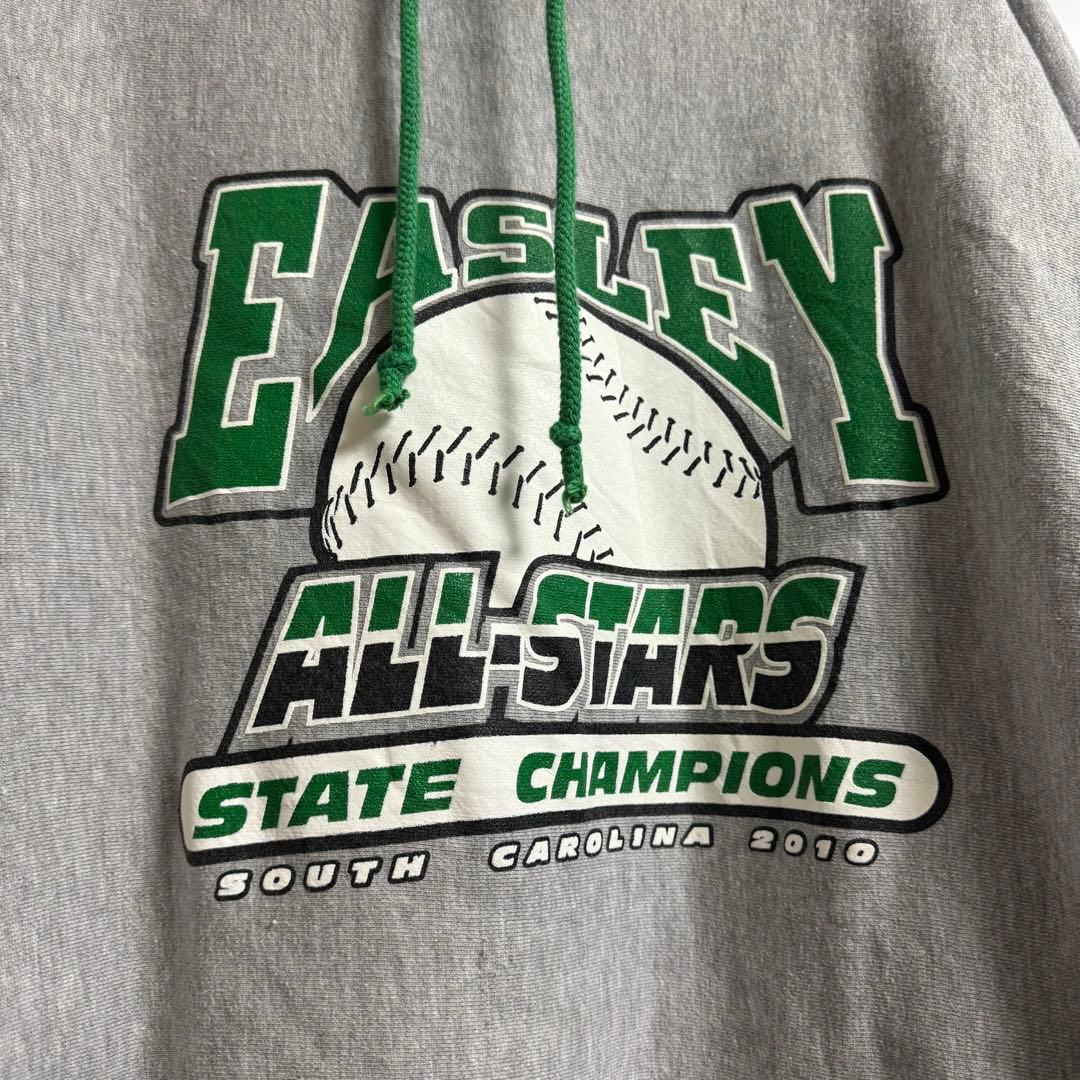 EASLEY
ALL-STARS
STATE CHAMPIONS
SOUTH CAROLINA 2010